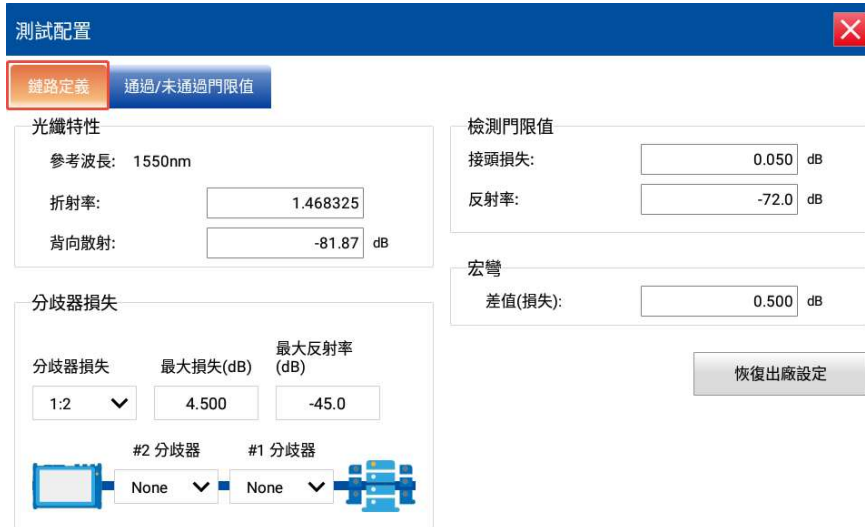 測試配置
鏈路定義
通過/未通過門限值
光纖特性
參考波長: 1550nm
折射率: 1.468325
背向散射: -81.87 dB
檢測門限值
接頭損失: 0.050 dB
反射率: -72.0 dB
宏彎
差值(損失): 0.500 dB
恢復出廠設定
分歧器損失
分歧器損失
最大損失(dB)
最大反射率
(dB)
1:2
4.500
-45.0
#2 分歧器
#1 分歧器
None
None